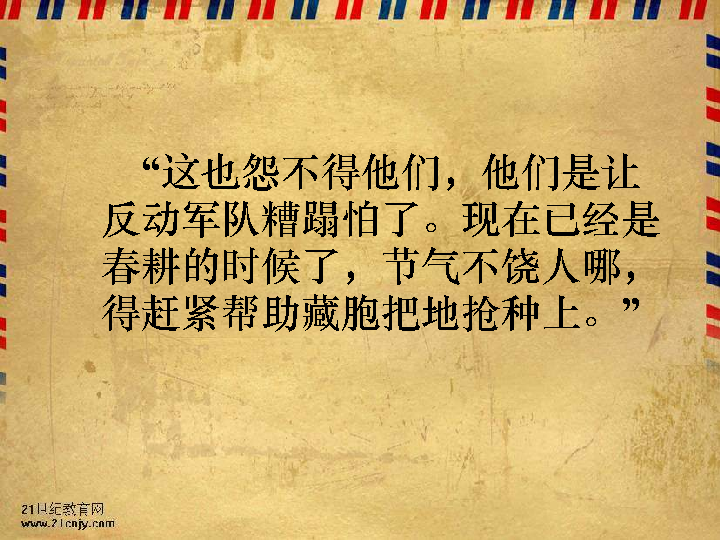 “这也怨不得他们，他们是让
反动军队糟蹋怕了。现在已经是
春耕的时候了，节气不饶人哪，
得赶紧帮助藏胞把地抢种上。”
21世纪教育网
www.21cnjy.com